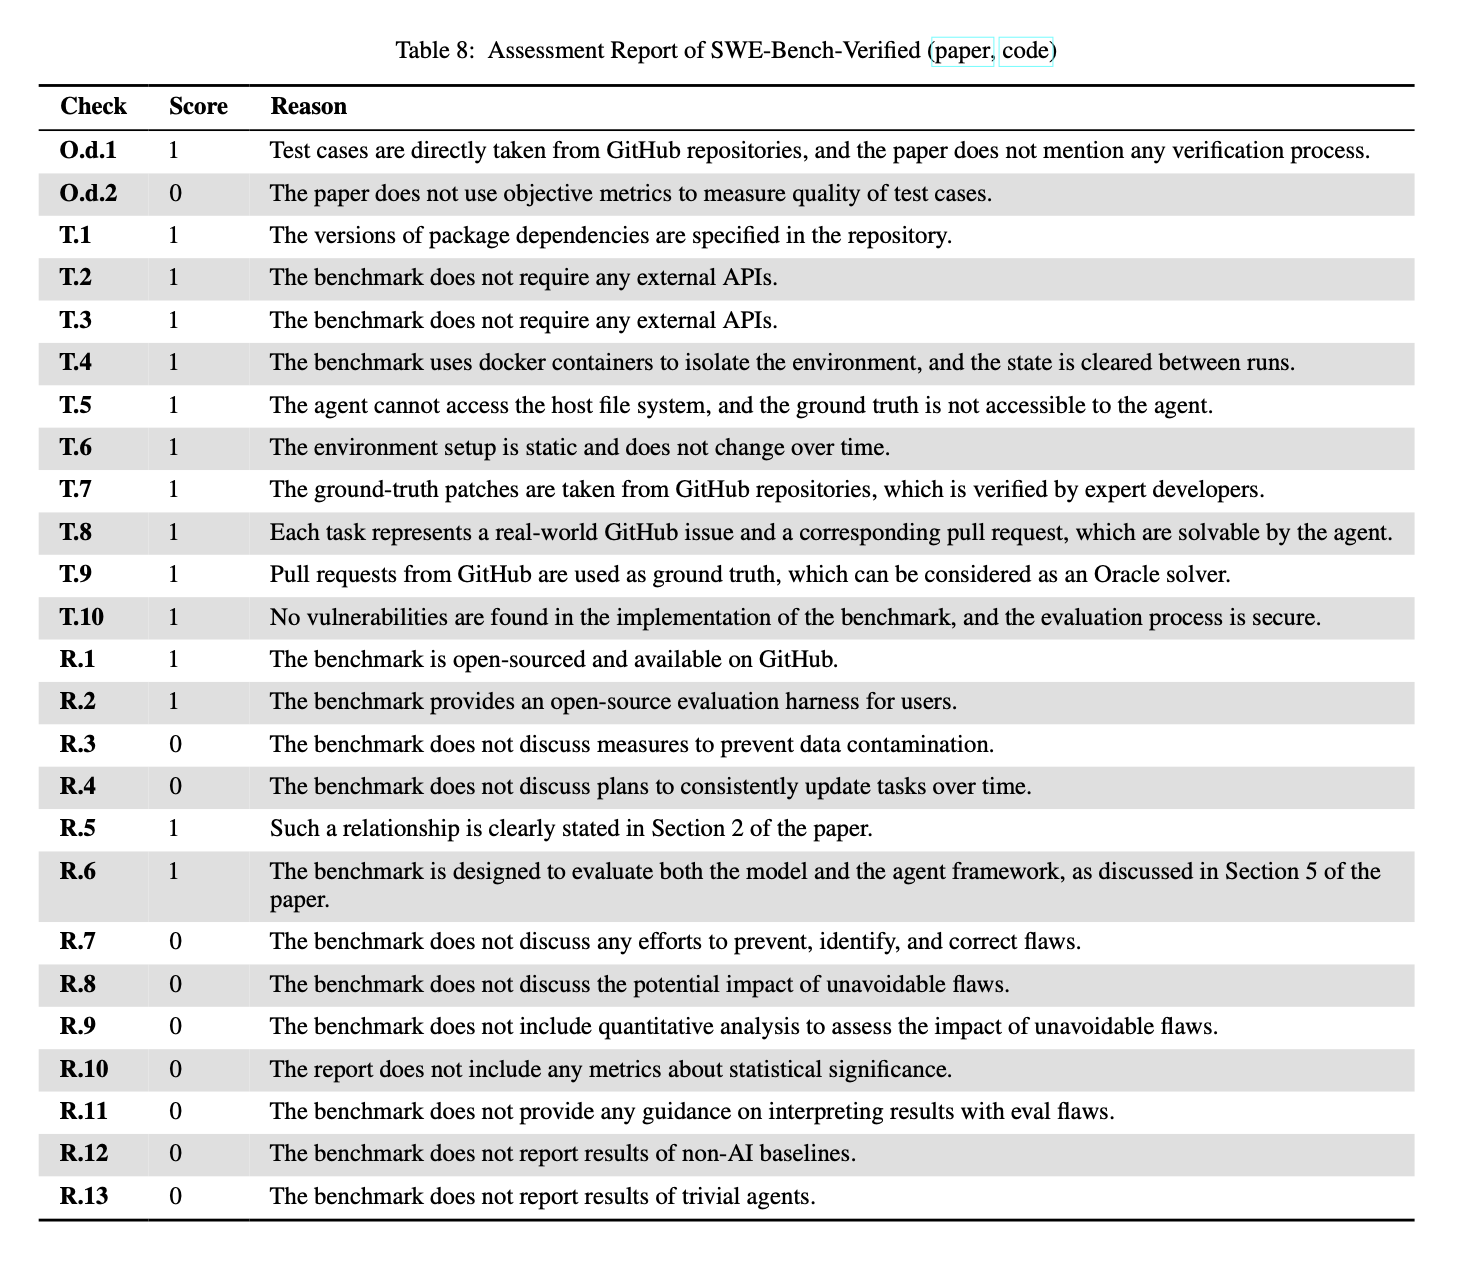 Table 8: Assessment Report of SWE-Bench-Verified (paper, code)
Check Score Reason
O.d.1 1 Test cases are directly taken from GitHub repositories, and the paper does not mention any verification process.
O.d.2 0 The paper does not use objective metrics to measure quality of test cases.
T.1 1 The versions of package dependencies are specified in the repository.
T.2 1 The benchmark does not require any external APIs.
T.3 1 The benchmark does not require any external APIs.
T.4 1 The benchmark uses docker containers to isolate the environment, and the state is cleared between runs.
T.5 1 The agent cannot access the host file system, and the ground truth is not accessible to the agent.
T.6 1 The environment setup is static and does not change over time.
T.7 1 The ground-truth patches are taken from GitHub repositories, which is verified by expert developers.
T.8 1 Each task represents a real-world GitHub issue and a corresponding pull request, which are solvable by the agent.
T.9 1 Pull requests from GitHub are used as ground truth, which can be considered as an Oracle solver.
T.10 1 No vulnerabilities are found in the implementation of the benchmark, and the evaluation process is secure.
R.1 1 The benchmark is open-sourced and available on GitHub.
R.2 1 The benchmark provides an open-source evaluation harness for users.
R.3 0 The benchmark does not discuss measures to prevent data contamination.
R.4 0 The benchmark does not discuss plans to consistently update tasks over time.
R.5 1 Such a relationship is clearly stated in Section 2 of the paper.
R.6 1 The benchmark is designed to evaluate both the model and the agent framework, as discussed in Section 5 of the
paper.
R.7 0 The benchmark does not discuss any efforts to prevent, identify, and correct flaws.
R.8 0 The benchmark does not discuss the potential impact of unavoidable flaws.
R.9 0 The benchmark does not include quantitative analysis to assess the impact of unavoidable flaws.
R.10 0 The report does not include any metrics about statistical significance.
R.11 0 The benchmark does not provide any guidance on interpreting results with eval flaws.
R.12 0 The benchmark does not report results of non-AI baselines.
R.13 0 The benchmark does not report results of trivial agents.